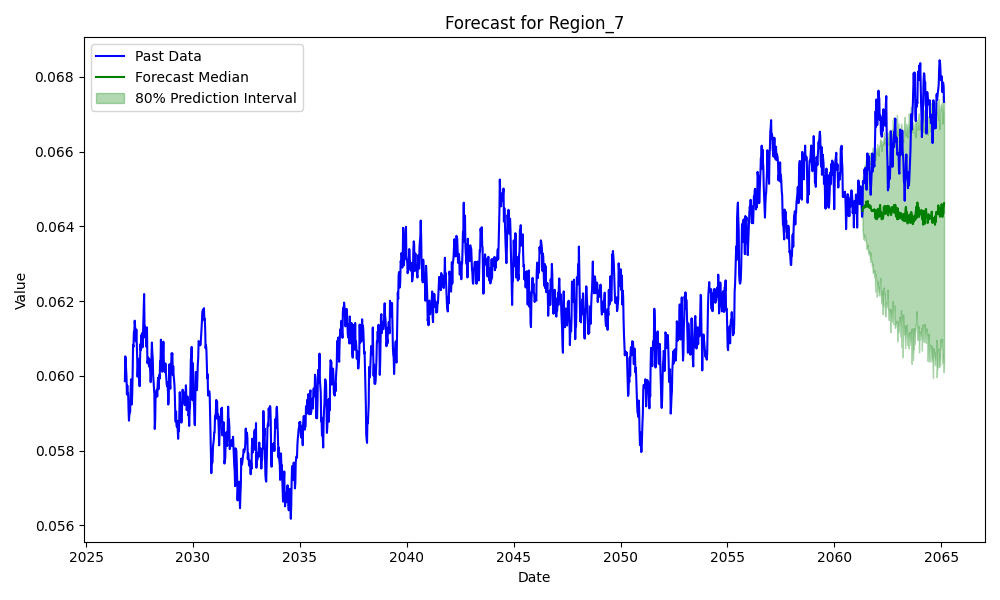 Forecast for Region_7
Past Data
Forecast Median
80% Prediction Interval
0.068
0.066
0.064
0.062
0.060
0.058
0.056
Value
2025
2030
2035
2040
2045
2050
2055
2060
2065
Date